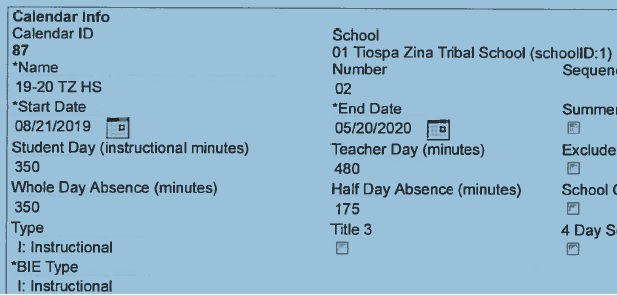 Calendar Info
Calendar ID
School
87
01 Tiospa Zina Tribal School (schoolID:1)
*Name
Number
19-20 TZ HS
02
*Start Date
*End Date
Summer
08/21/2019
05/20/2020
Student Day (instructional minutes)
Teacher Day (minutes)
Exclude
350
480
Whole Day Absence (minutes)
Half Day Absence (minutes)
School
350
175
Type
Title 3
4 Day
I: Instructional
*BIE Type
I: Instructional